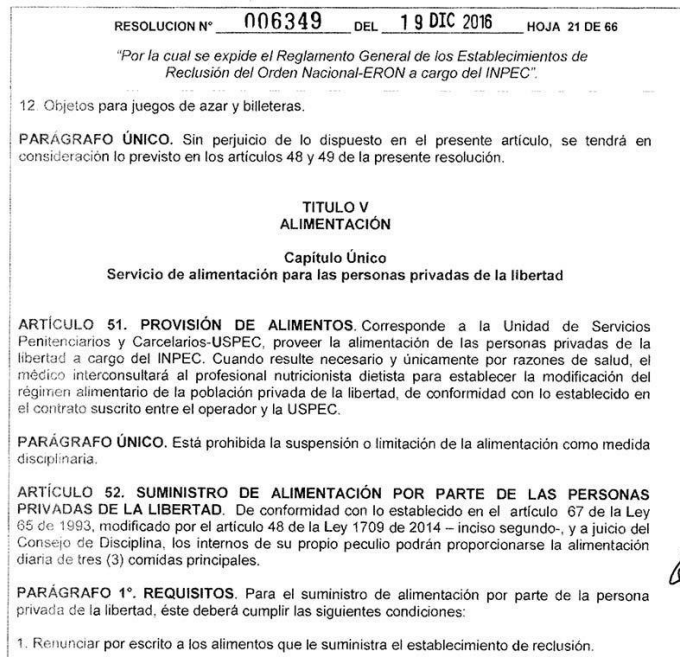 RESOLUCION N° 006349 DEL 19 DIC 2016 HOJA 21 DE 66
"Por la cual se expide el Reglamento General de los Establecimientos de
Reclusión del Orden Nacional-ERON a cargo del INPEC".
12. Objetos para juegos de azar y billeteras.
PARÁGRAFO ÚNICO. Sin perjuicio de lo dispuesto en el presente artículo, se tendrá en
consideración lo previsto en los artículos 48 y 49 de la presente resolución.
TITULO V
ALIMENTACIÓN
Capítulo Único
Servicio de alimentación para las personas privadas de la libertad
ARTÍCULO 51. PROVISIÓN DE ALIMENTOS. Corresponde a la Unidad de Servicios
Penitenciarios y Carcelarios-USPEC, proveer la alimentación de las personas privadas de la
libertad a cargo del INPEC. Cuando resulte necesario y únicamente por razones de salud, el
médico interconsultará al profesional nutricionista dietista para establecer la modificación del
régimen alimentario de la población privada de la libertad, de conformidad con lo establecido en
el contrato suscrito entre el operador y la USPEC.
PARÁGRAFO ÚNICO. Está prohibida la suspensión o limitación de la alimentación como medida
disciplinaria.
ARTÍCULO 52. SUMINISTRO DE ALIMENTACIÓN POR PARTE DE LAS PERSONAS
PRIVADAS DE LA LIBERTAD. De conformidad con lo establecido en el artículo 67 de la Ley
65 de 1993, modificado por el artículo 48 de la Ley 1709 de 2014 – inciso segundo-, y a juicio del
Consejo de Disciplina, los internos de su propio peculio podrán proporcionarse la alimentación
diaria de tres (3) comidas principales.
PARÁGRAFO 1°. REQUISITOS. Para el suministro de alimentación por parte de la persona
privada de la libertad, éste deberá cumplir las siguientes condiciones:
1. Renunciar por escrito a los alimentos que le suministra el establecimiento de reclusión.